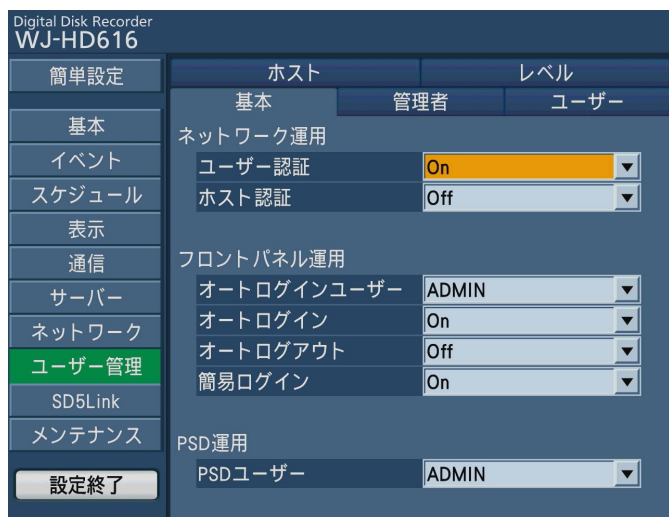 Digital Disk Recorder
WJ-HD616
簡単設定
基本
イベント
スケジュール
表示
通信
サーバー
ネットワーク
ユーザー管理
SD5Link
メンテナンス
設定終了
ホスト レベル
基本 管理者 ユーザー
ネットワーク運用
ユーザー認証 On
ホスト認証 Off
フロントパネル運用
オートログインユーザー ADMIN
オートログイン On
オートログアウト Off
簡易ログイン On
PSD運用
PSDユーザー ADMIN